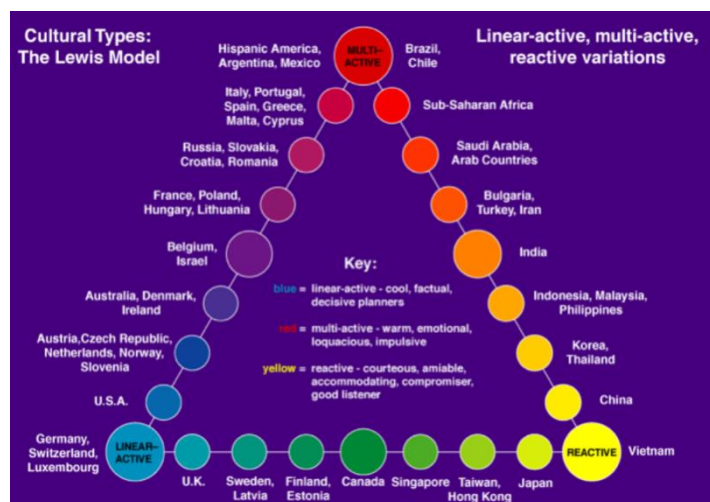 Cultural Types:
The Lewis Model
Linear-active, multi-active,
reactive variations
Hispanic America,
Argentina, Mexico
MULTI-
ACTIVE
Brazil,
Chile
Italy, Portugal,
Spain, Greece,
Malta, Cyprus
Sub-Saharan Africa
Russia, Slovakia,
Croatia, Romania
Saudi Arabia,
Arab Countries
France, Poland,
Hungary, Lithuania
Bulgaria,
Turkey, Iran
Belgium,
Israel
India
Key:
blue = linear-active - cool, factual,
decisive planners
red = multi-active - warm, emotional,
loquacious, impulsive
yellow = reactive - courteous, amiable,
accommodating, compromiser,
good listener
Australia, Denmark,
Ireland
Indonesia, Malaysia,
Philippines
Austria,Czech Republic,
Netherlands, Norway,
Slovenia
Korea,
Thailand
U.S.A.
China
Germany,
Switzerland,
Luxembourg
LINEAR-
ACTIVE
U.K.
Sweden,
Latvia
Finland,
Estonia
Canada
Singapore
Taiwan,
Hong Kong
Japan
REACTIVE
Vietnam